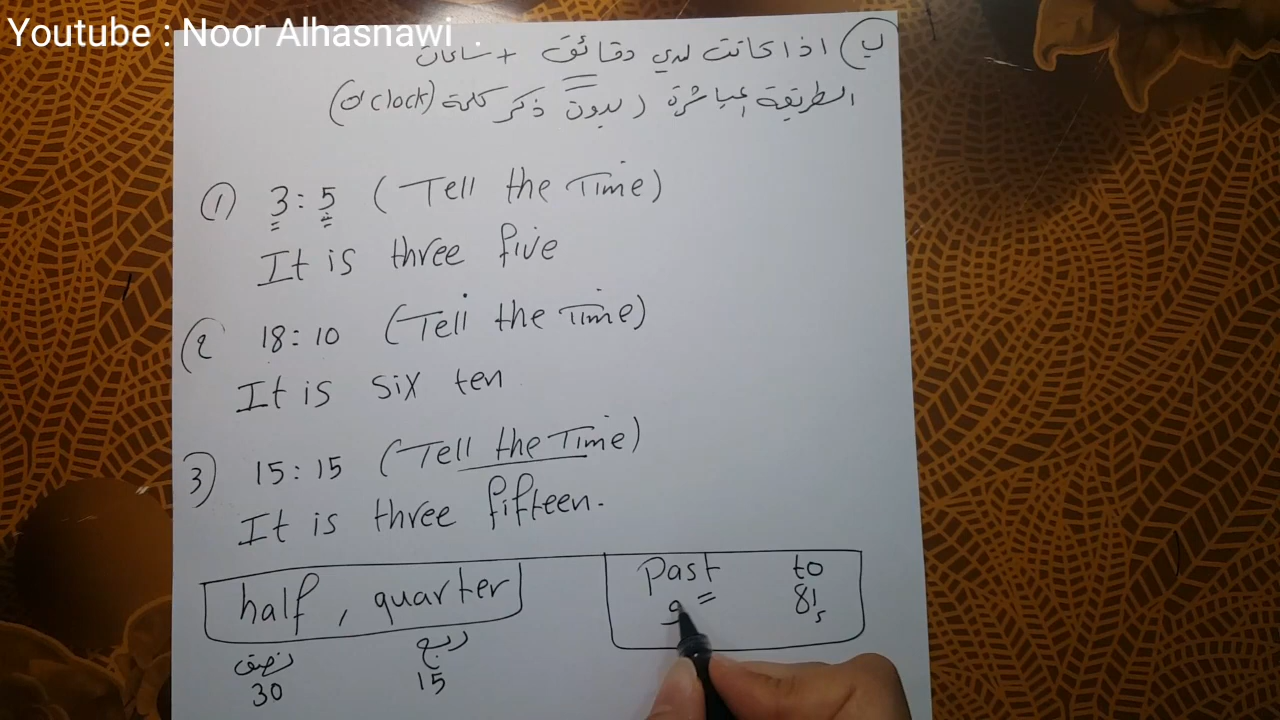 Youtube : Noor Alhasnawi .
ب) اذا كانت لدي دقائق + ساعات
الطريقة المباشرة (بدون ذكر كلمة (o'clock
① 3:5 (Tell the Time)
It is three five
2) 18:10 (Tell the Time)
It is six ten
3) 15:15 (Tell the Time)
It is three fifteen.
half , quarter
نصف ربع
30 15
past to
و إلا